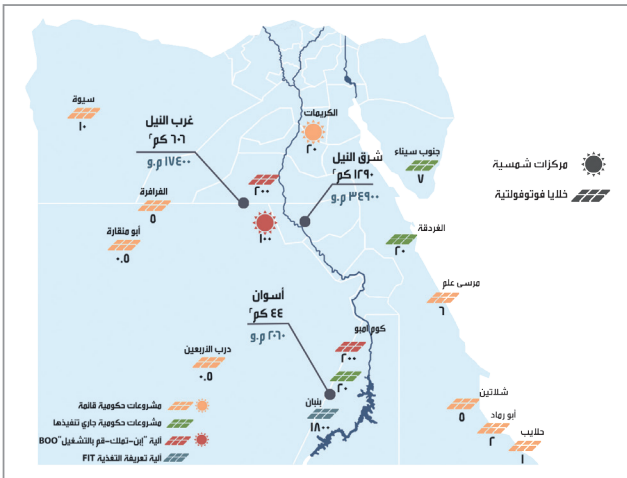 سيوة
١٠
غرب النيل
٦٠٦ كم٢
١٧٤٠٠ م.و
الكريمات
٢٠
شرق النيل
١٢٩٠ كم٢
٣٤٩٠٠ م.و
جنوب سيناء
٧
مركزات شمسية
خلايا فوتوفولتية
٢٠٠
الفرافرة
٥
أبو منقارة
٠.٥
١٠٠
الغردقة
٢٠
مرسى علم
٦
أسوان
٤٤ كم٢
٢٠٦٠ م.و
كوم أمبو
٢٠٠
٢٠
درب الأربعين
٠.٥
بنبان
١٨٠٠
شلاتين
٥
أبو رماد
٢
حلايب
١
مشروعات حكومية قائمة
مشروعات حكومية جاري تنفيذها
آلية "إبن-تملك-قم بالتشغيل" BOO
آلية تعريفة التغذية FIT